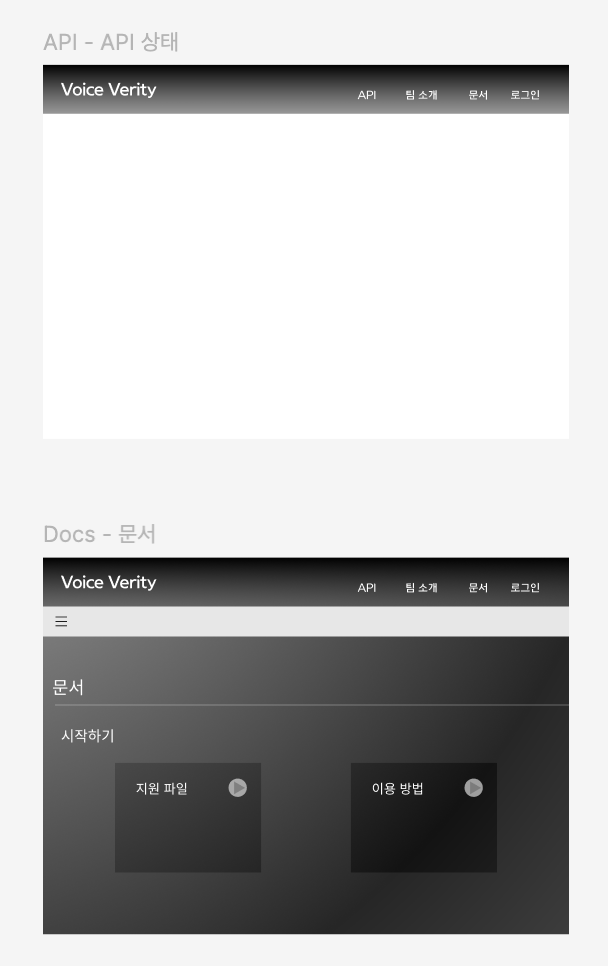 API - API 상태
Voice Verity
API 팀 소개 문서 로그인
Docs - 문서
Voice Verity
API 팀 소개 문서 로그인
문서
시작하기
지원 파일 이용 방법